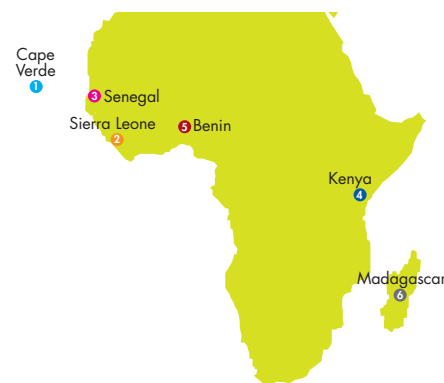 Cape
Verde
1
3 Senegal
Sierra Leone
2
5 Benin
Kenya
4
Madagascar
6